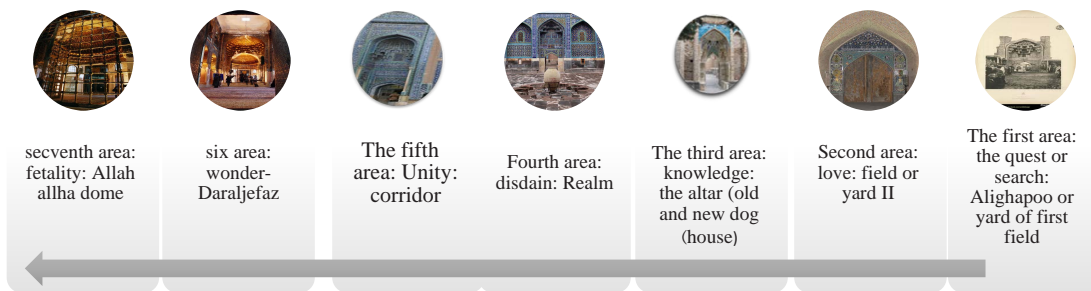 secventh area:
fetality: Allah
allha dome
six area:
wonder-
Daraljefaz
The fifth
area: Unity:
corridor
Fourth area:
disdain: Realm
The third area:
knowledge:
the altar (old
and new dog
(house)
Second area:
love: field or
yard II
The first area:
the quest or
search:
Alighapoo or
yard of first
field